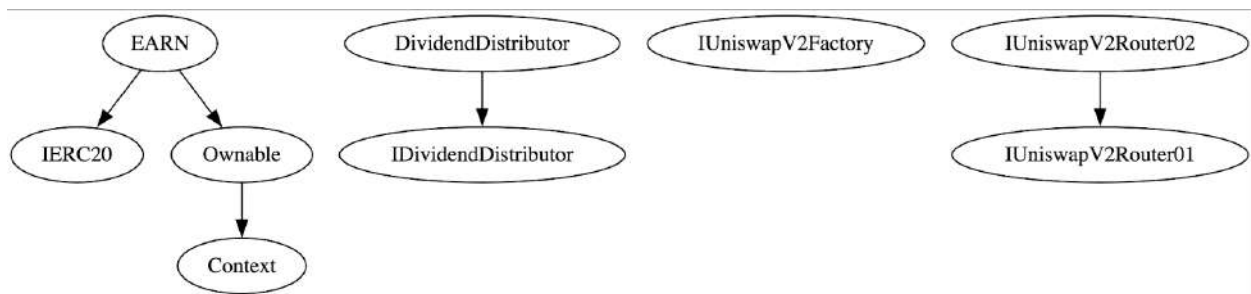 EARN
DividendDistributor
IUniswapV2Factory
IUniswapV2Router02
IERC20
Ownable
IDividendDistributor
IUniswapV2Router01
Context